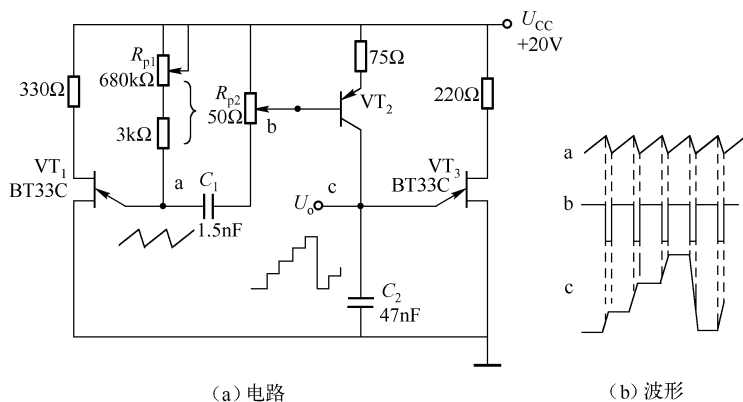 U_CC
+20V
R_p1
680kΩ
75Ω
330Ω
R_p2
50Ω
VT_2
220Ω
b
3kΩ
VT_1
BT33C
a
C_1
1.5nF
c
U_o
VT_3
BT33C
C_2
47nF
a
b
c
(a) 电路
(b) 波形